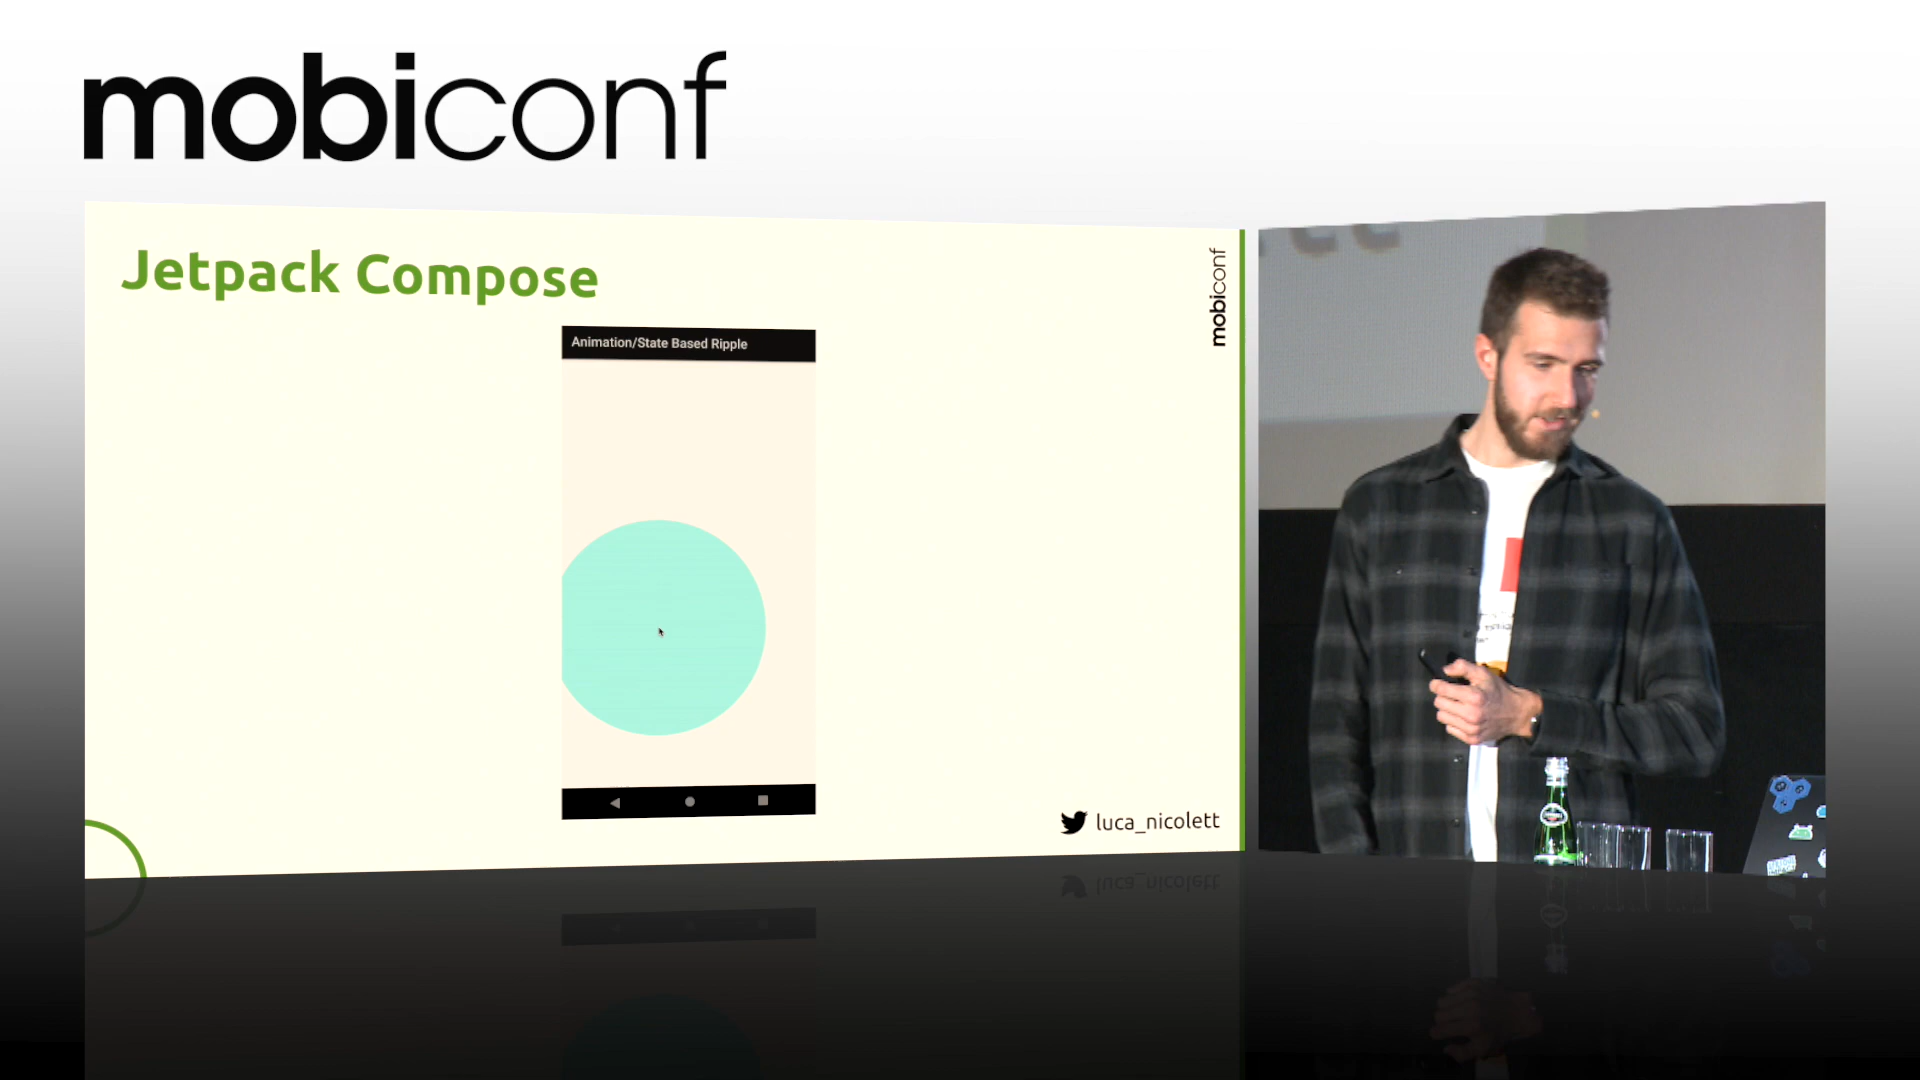 mobiconf
Jetpack Compose
mobiconf
Animation/State Based Ripple
luca_nicolett